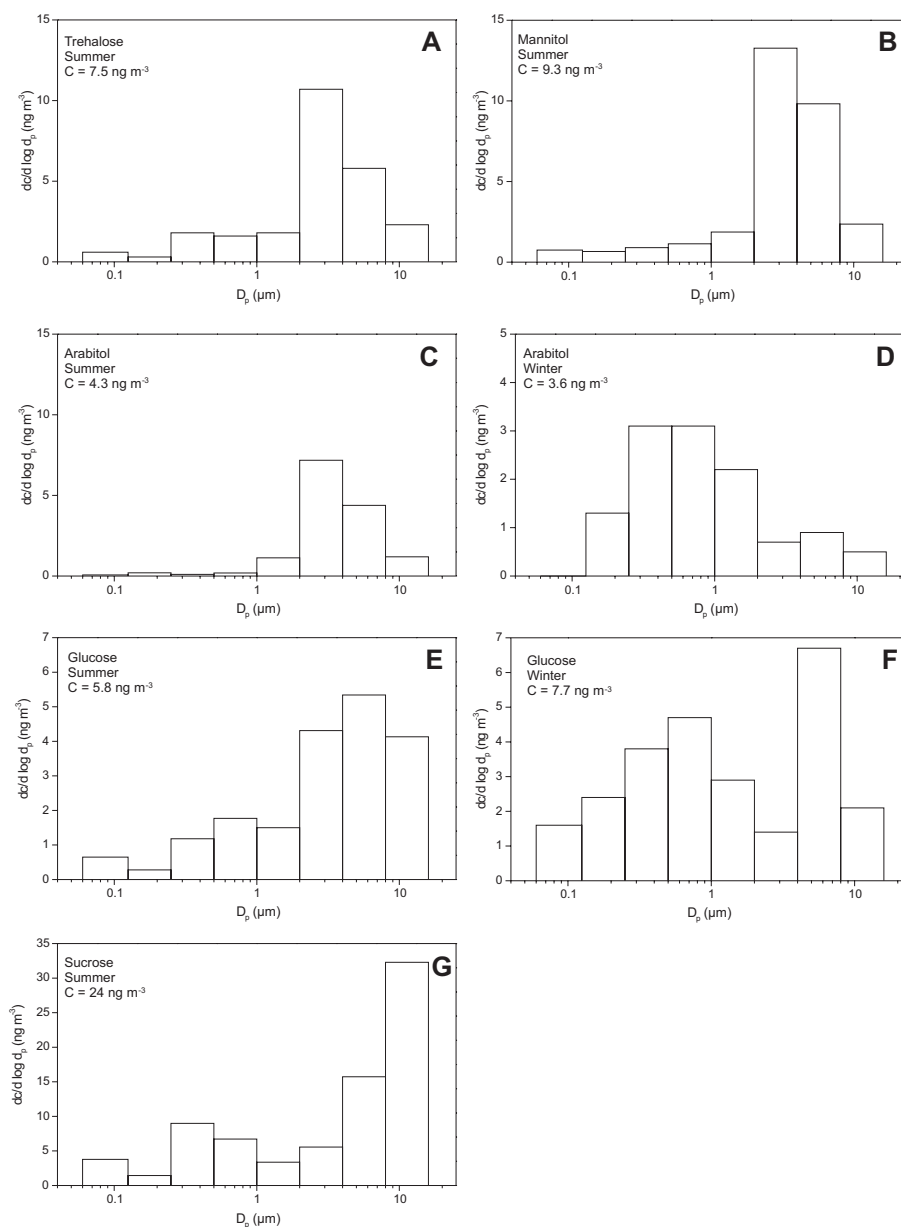 A
Trehalose
Summer
C = 7.5 ng m-3
dc/d log dp (ng m-3)
15
10
5
0
0.1 1 10
Dp (µm)
B
Mannitol
Summer
C = 9.3 ng m-3
dc/d log dp (ng m-3)
15
10
5
0
0.1 1 10
Dp (µm)
C
Arabitol
Summer
C = 4.3 ng m-3
dc/d log dp (ng m-3)
15
10
5
0
0.1 1 10
Dp (µm)
D
Arabitol
Winter
C = 3.6 ng m-3
dc/d log dp (ng m-3)
5
4
3
2
1
0
0.1 1 10
Dp (µm)
E
Glucose
Summer
C = 5.8 ng m-3
dc/d log dp (ng m-3)
7
6
5
4
3
2
1
0
0.1 1 10
Dp (µm)
F
Glucose
Winter
C = 7.7 ng m-3
dc/d log dp (ng m-3)
7
6
5
4
3
2
1
0
0.1 1 10
Dp (µm)
G
Sucrose
Summer
C = 24 ng m-3
dc/d log dp (ng m-3)
35
30
25
20
15
10
5
0
0.1 1 10
Dp (µm)